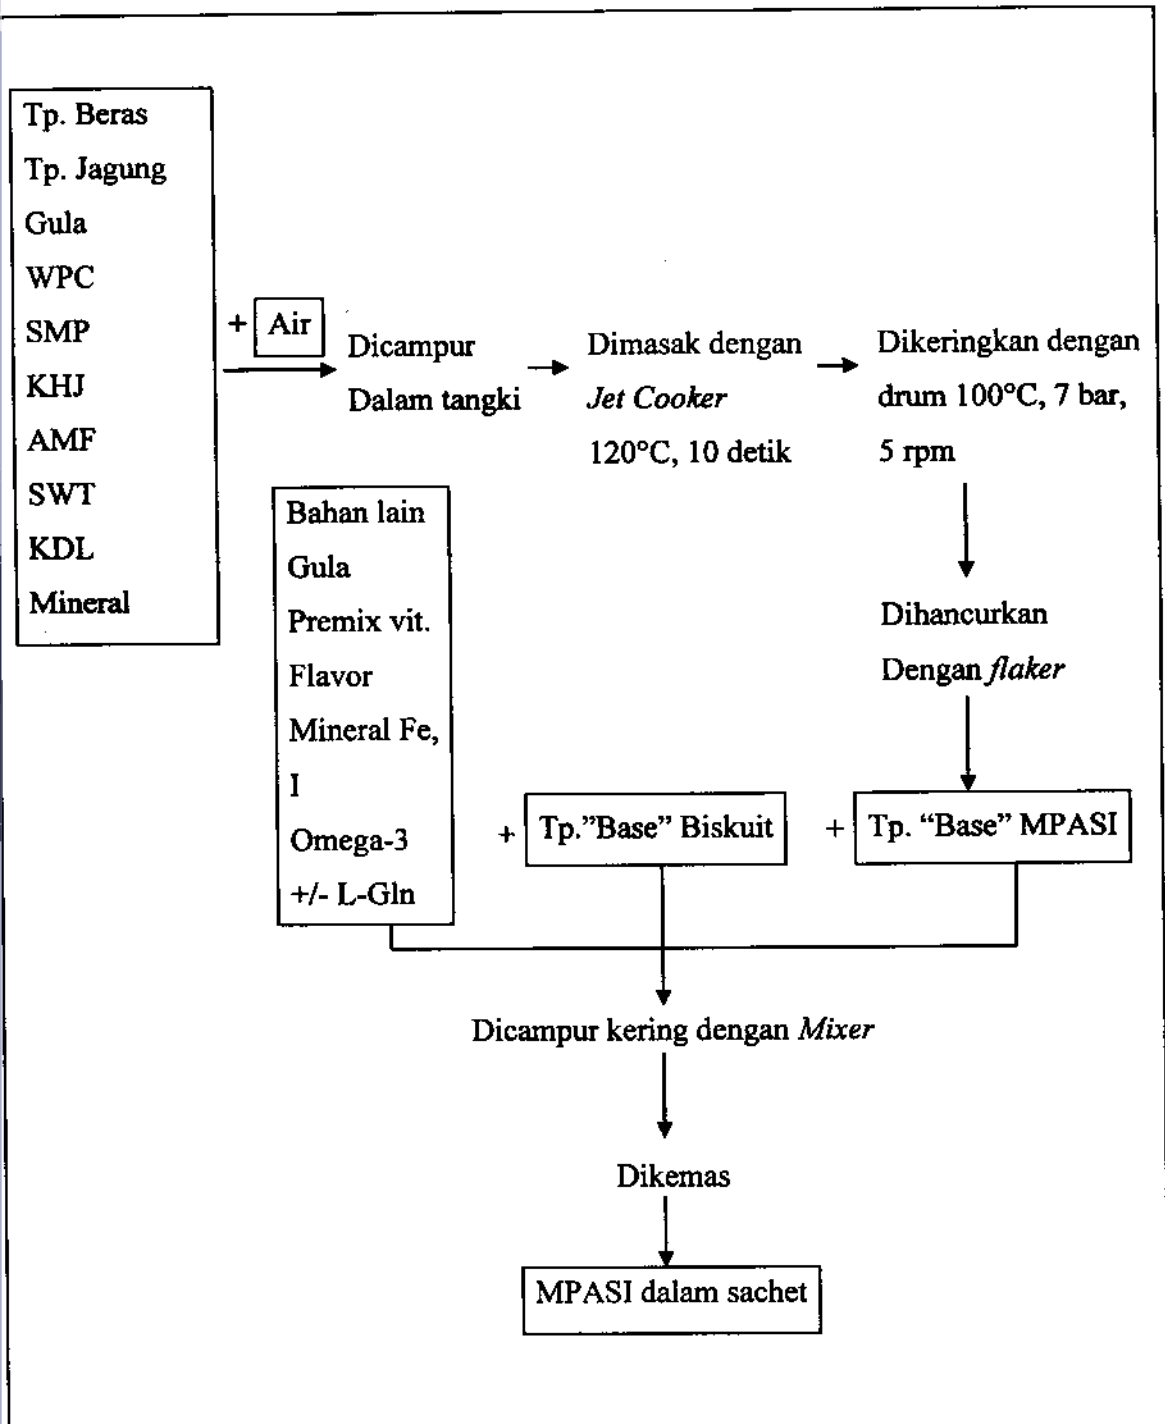 Tp. Beras
Tp. Jagung
Gula
WPC
SMP
KHJ
AMF
SWT
KDL
Mineral
+ Air
Dicampur
Dalam tangki
Dimasak dengan
Jet Cooker
120°C, 10 detik
Dikeringkan dengan
drum 100°C, 7 bar,
5 rpm
Dihancurkan
Dengan flaker
Bahan lain
Gula
Premix vit.
Flavor
Mineral Fe,
I
Omega-3
+/- L-Gln
+ Tp.”Base” Biskuit
+ Tp. “Base” MPASI
Dicampur kering dengan Mixer
Dikemas
MPASI dalam sachet